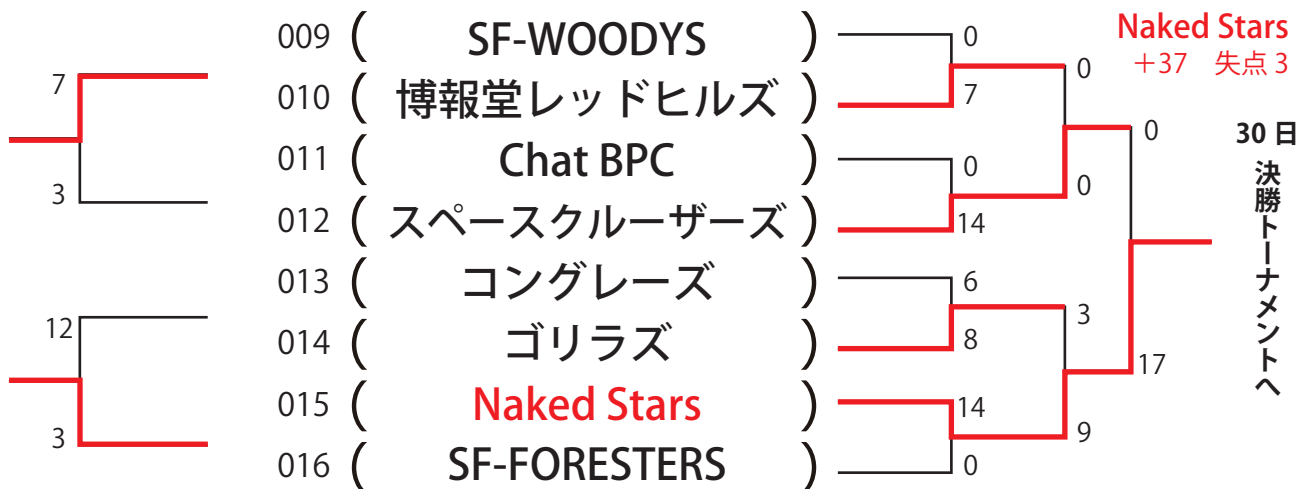 009 ( SF-WOODYS ) 0
Naked Stars
+37 失点 3
7
010 ( 博報堂レッドヒルズ ) 7
0
011 ( Chat BPC ) 0
0
30 日
決勝トーナメントへ
3
012 ( スペースクルーザーズ ) 14
0
013 ( コングレーズ ) 6
12
014 ( ゴリラズ ) 8
3
17
015 ( Naked Stars ) 14
3
9
016 ( SF-FORESTERS ) 0